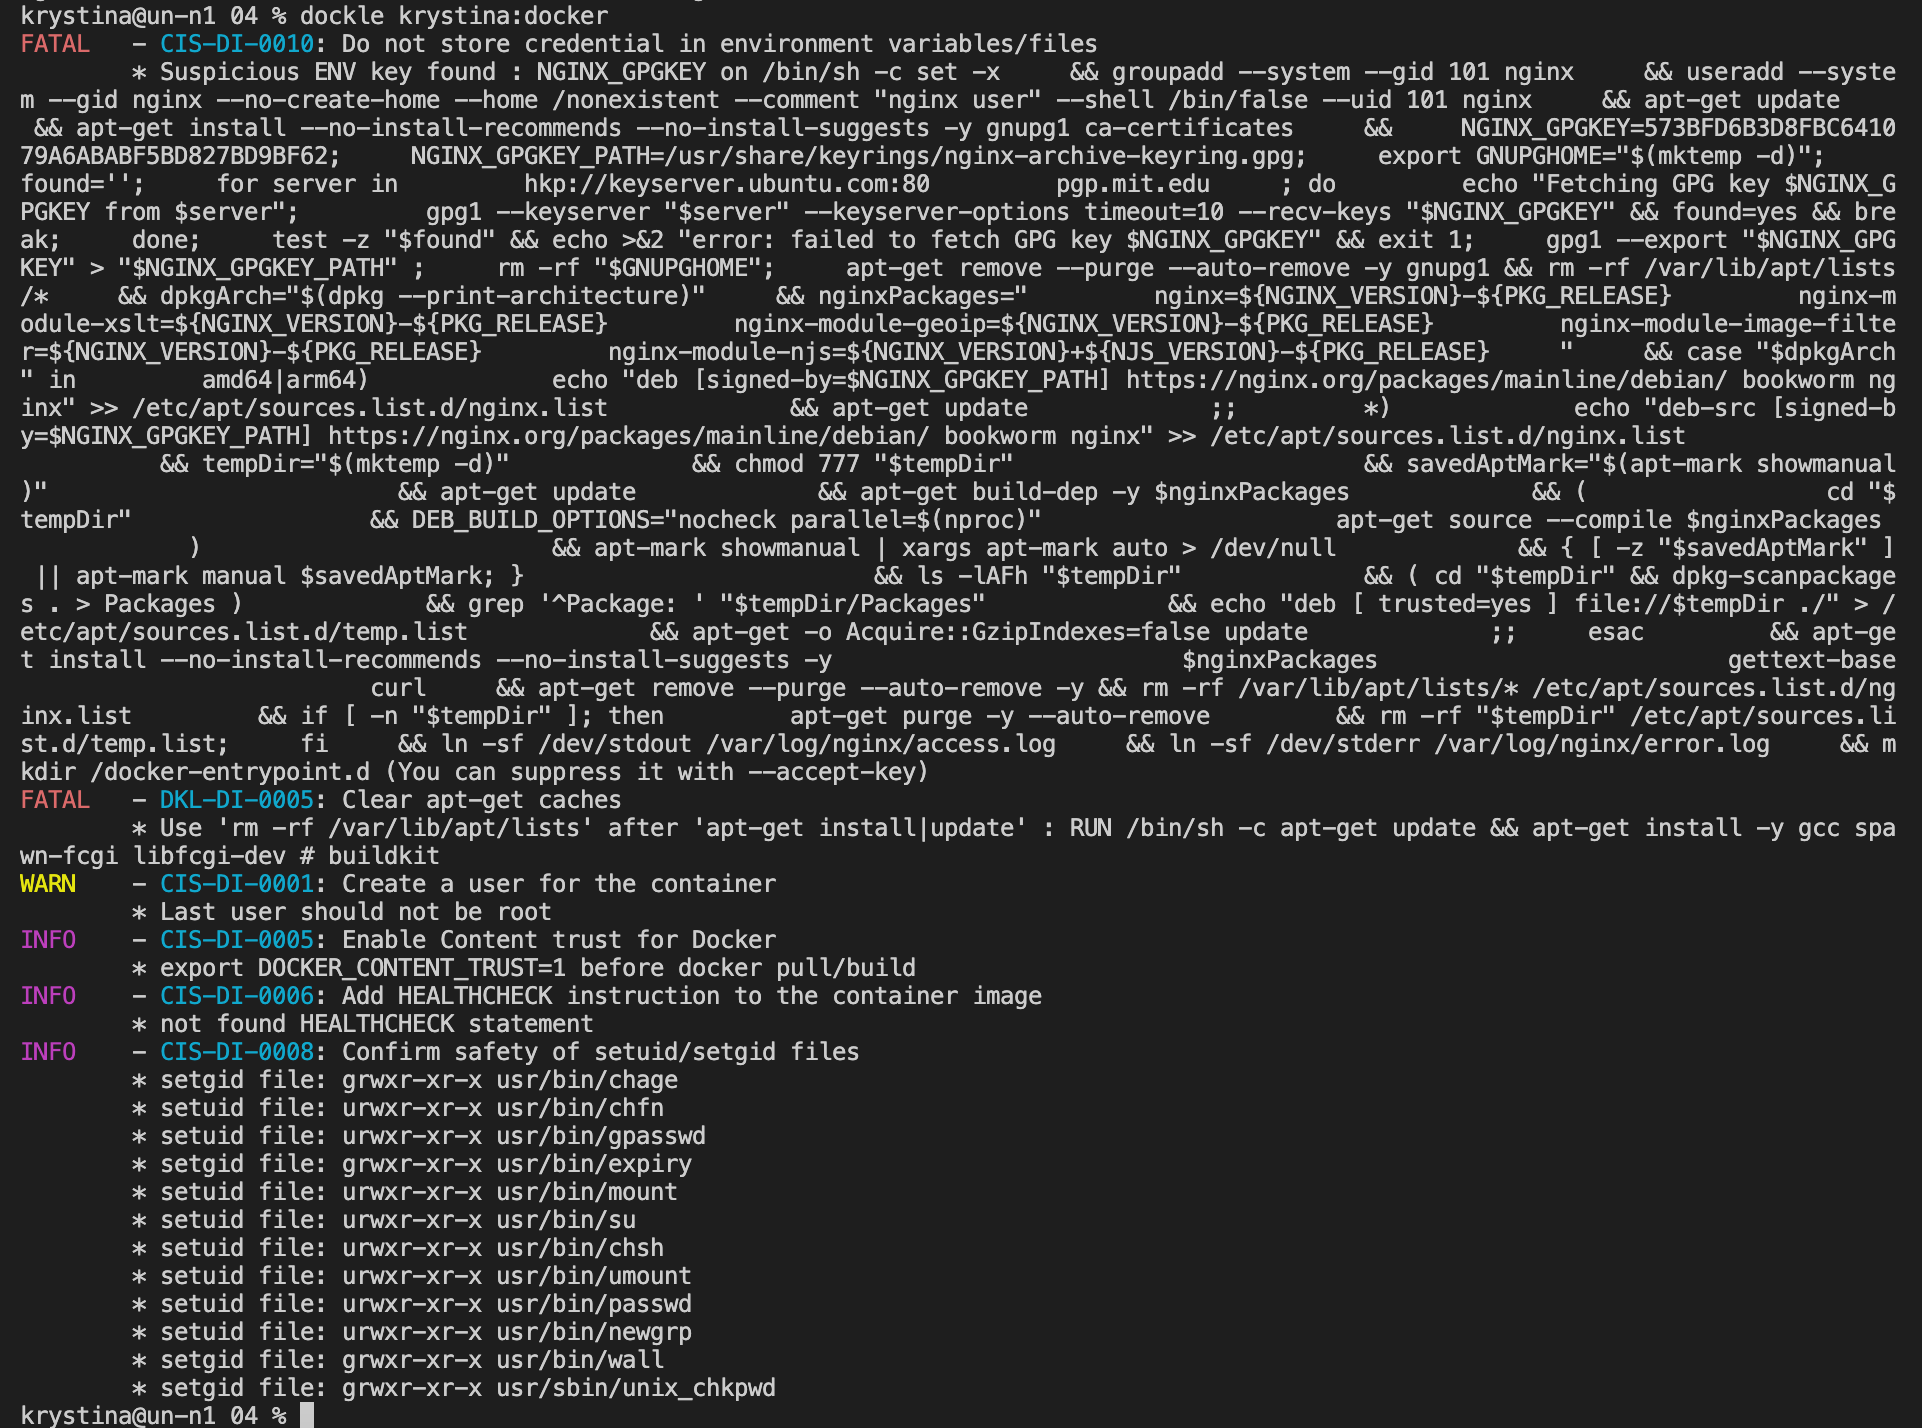 krystina@un-n1 04 % dockle krystina:docker
FATAL   - CIS-DI-0010: Do not store credential in environment variables/files
        * Suspicious ENV key found : NGINX_GPGKEY on /bin/sh -c set -x     && groupadd --system --gid 101 nginx     && useradd --syste
m --gid nginx --no-create-home --home /nonexistent --comment "nginx user" --shell /bin/false --uid 101 nginx     && apt-get update
 && apt-get install --no-install-recommends --no-install-suggests -y gnupg1 ca-certificates     &&     NGINX_GPGKEY=573BFD6B3D8FBC6410
79A6ABABF5BD827BD9BF62;     NGINX_GPGKEY_PATH=/usr/share/keyrings/nginx-archive-keyring.gpg;     export GNUPGHOME="$(mktemp -d)";
found='';     for server in         hkp://keyserver.ubuntu.com:80         pgp.mit.edu     ; do         echo "Fetching GPG key $NGINX_G
PGKEY from $server";         gpg1 --keyserver "$server" --keyserver-options timeout=10 --recv-keys "$NGINX_GPGKEY" && found=yes && bre
ak;     done;     test -z "$found" && echo >&2 "error: failed to fetch GPG key $NGINX_GPGKEY" && exit 1;     gpg1 --export "$NGINX_GPG
KEY" > "$NGINX_GPGKEY_PATH" ;     rm -rf "$GNUPGHOME";     apt-get remove --purge --auto-remove -y gnupg1 && rm -rf /var/lib/apt/lists
/*     && dpkgArch="$(dpkg --print-architecture)"     && nginxPackages="         nginx=${NGINX_VERSION}-${PKG_RELEASE}         nginx-m
odule-xslt=${NGINX_VERSION}-${PKG_RELEASE}         nginx-module-geoip=${NGINX_VERSION}-${PKG_RELEASE}         nginx-module-image-filte
r=${NGINX_VERSION}-${PKG_RELEASE}         nginx-module-njs=${NGINX_VERSION}+${NJS_VERSION}-${PKG_RELEASE}     "     && case "$dpkgArch
" in         amd64|arm64)             echo "deb [signed-by=$NGINX_GPGKEY_PATH] https://nginx.org/packages/mainline/debian/ bookworm ng
inx" >> /etc/apt/sources.list.d/nginx.list             && apt-get update             ;;         *)             echo "deb-src [signed-b
y=$NGINX_GPGKEY_PATH] https://nginx.org/packages/mainline/debian/ bookworm nginx" >> /etc/apt/sources.list.d/nginx.list
          && tempDir="$(mktemp -d)"             && chmod 777 "$tempDir"                         && savedAptMark="$(apt-mark showmanual
)"                         && apt-get update             && apt-get build-dep -y $nginxPackages             && (                 cd "$
tempDir"                 && DEB_BUILD_OPTIONS="nocheck parallel=$(nproc)"                     apt-get source --compile $nginxPackages
            )                         && apt-mark showmanual | xargs apt-mark auto > /dev/null             && { [ -z "$savedAptMark" ]
 || apt-mark manual $savedAptMark; }                         && ls -lAFh "$tempDir"             && ( cd "$tempDir" && dpkg-scanpackage
s . > Packages )             && grep '^Package: ' "$tempDir/Packages"             && echo "deb [ trusted=yes ] file://$tempDir ./" > /
etc/apt/sources.list.d/temp.list             && apt-get -o Acquire::GzipIndexes=false update             ;;     esac         && apt-ge
t install --no-install-recommends --no-install-suggests -y                         $nginxPackages                         gettext-base
                         curl     && apt-get remove --purge --auto-remove -y && rm -rf /var/lib/apt/lists/* /etc/apt/sources.list.d/ng
inx.list         && if [ -n "$tempDir" ]; then         apt-get purge -y --auto-remove         && rm -rf "$tempDir" /etc/apt/sources.li
st.d/temp.list;     fi     && ln -sf /dev/stdout /var/log/nginx/access.log     && ln -sf /dev/stderr /var/log/nginx/error.log     && m
kdir /docker-entrypoint.d (You can suppress it with --accept-key)
FATAL   - DKL-DI-0005: Clear apt-get caches
        * Use 'rm -rf /var/lib/apt/lists' after 'apt-get install|update' : RUN /bin/sh -c apt-get update && apt-get install -y gcc spa
wn-fcgi libfcgi-dev # buildkit
WARN    - CIS-DI-0001: Create a user for the container
        * Last user should not be root
INFO    - CIS-DI-0005: Enable Content trust for Docker
        * export DOCKER_CONTENT_TRUST=1 before docker pull/build
INFO    - CIS-DI-0006: Add HEALTHCHECK instruction to the container image
        * not found HEALTHCHECK statement
INFO    - CIS-DI-0008: Confirm safety of setuid/setgid files
        * setgid file: grwxr-xr-x usr/bin/chage
        * setuid file: urwxr-xr-x usr/bin/chfn
        * setuid file: urwxr-xr-x usr/bin/gpasswd
        * setgid file: grwxr-xr-x usr/bin/expiry
        * setuid file: urwxr-xr-x usr/bin/mount
        * setuid file: urwxr-xr-x usr/bin/su
        * setuid file: urwxr-xr-x usr/bin/chsh
        * setuid file: urwxr-xr-x usr/bin/umount
        * setuid file: urwxr-xr-x usr/bin/passwd
        * setuid file: urwxr-xr-x usr/bin/newgrp
        * setgid file: grwxr-xr-x usr/bin/wall
        * setgid file: grwxr-xr-x usr/sbin/unix_chkpwd
krystina@un-n1 04 %